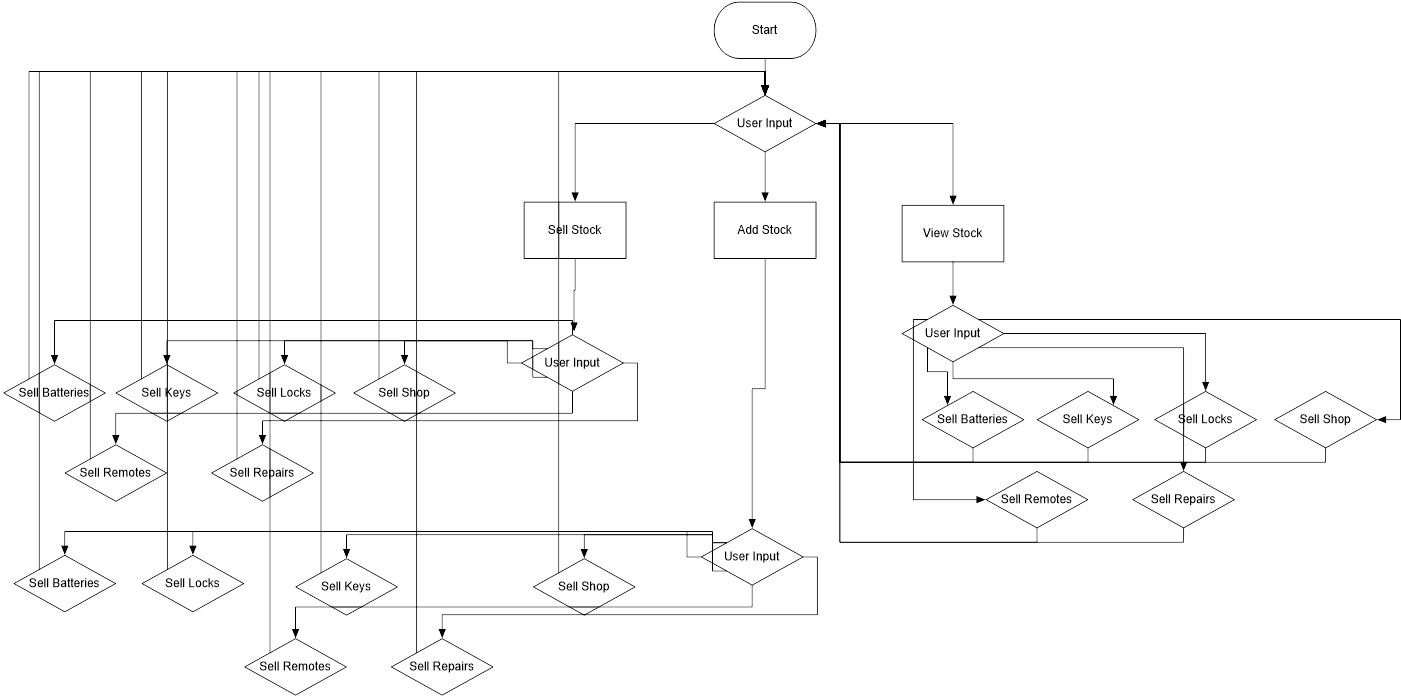 Start
User Input
Sell Stock
Add Stock
View Stock
User Input
User Input
Sell Batteries
Sell Keys
Sell Locks
Sell Shop
Sell Batteries
Sell Keys
Sell Locks
Sell Shop
Sell Remotes
Sell Repairs
Sell Remotes
Sell Repairs
User Input
Sell Batteries
Sell Locks
Sell Keys
Sell Shop
Sell Remotes
Sell Repairs